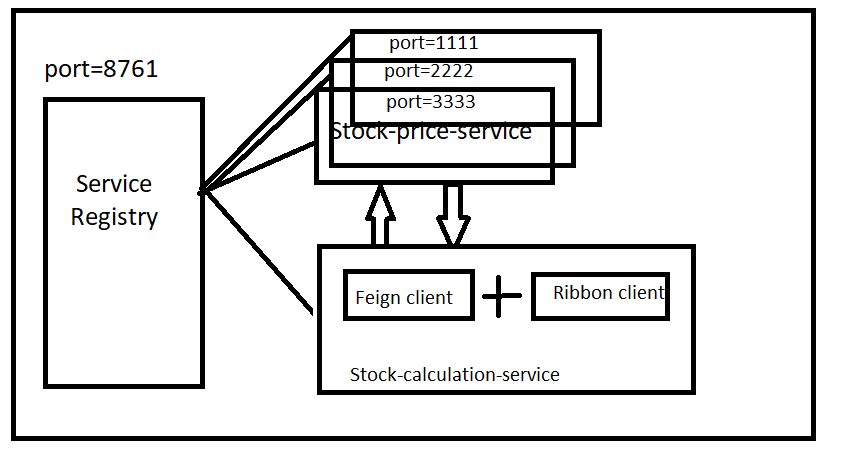 port=8761
Service
Registry
port=1111
port=2222
port=3333
Stock-price-service
Feign client
Ribbon client
Stock-calculation-service